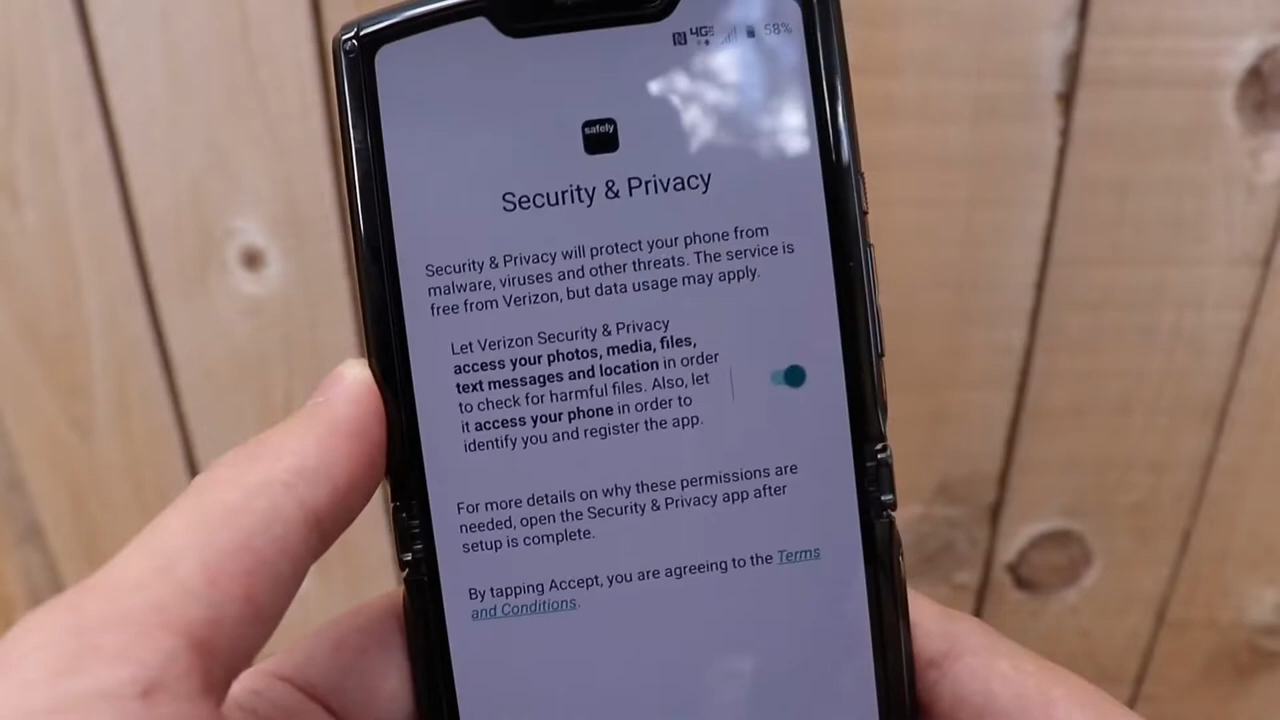 4GE 58%
safely
Security & Privacy
Security & Privacy will protect your phone from
malware, viruses and other threats. The service is
free from Verizon, but data usage may apply.
Let Verizon Security & Privacy
access your photos, media, files,
text messages and location in order
to check for harmful files. Also, let
it access your phone in order to
identify you and register the app.
For more details on why these permissions are
needed, open the Security & Privacy app after
setup is complete.
By tapping Accept, you are agreeing to the Terms
and Conditions.